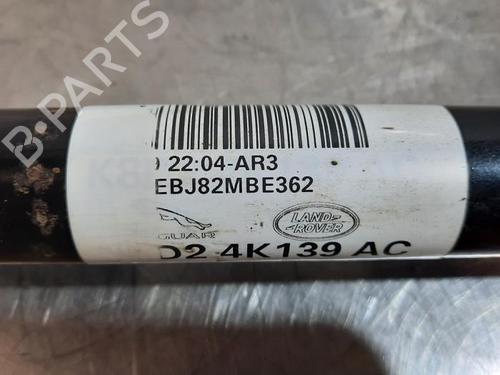 22:04-AR3
EBJ82MBE362
GUAR
LAND-
ROVER
D2 4K139 AC
B-PARTS